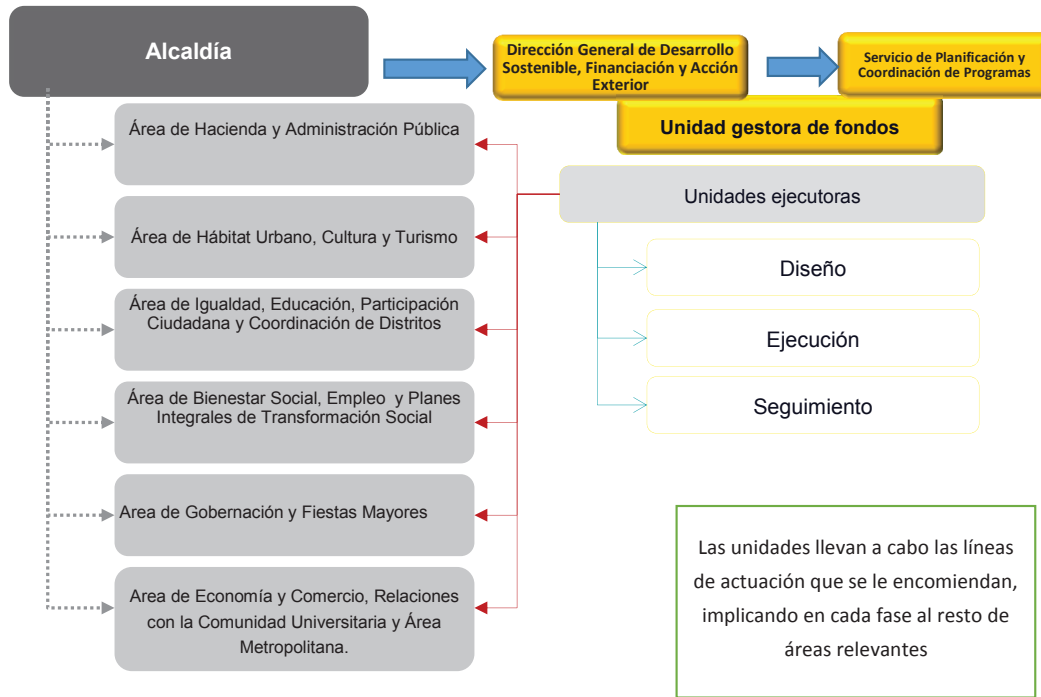 Alcaldía
Dirección General de Desarrollo
Sostenible, Financiación y Acción
Exterior
Servicio de Planificación y
Coordinación de Programas
Unidad gestora de fondos
Área de Hacienda y Administración Pública
Área de Hábitat Urbano, Cultura y Turismo
Área de Igualdad, Educación, Participación
Ciudadana y Coordinación de Distritos
Área de Bienestar Social, Empleo y Planes
Integrales de Transformación Social
Area de Gobernación y Fiestas Mayores
Area de Economía y Comercio, Relaciones
con la Comunidad Universitaria y Área
Metropolitana.
Unidades ejecutoras
Diseño
Ejecución
Seguimiento
Las unidades llevan a cabo las líneas
de actuación que se le encomiendan,
implicando en cada fase al resto de
áreas relevantes